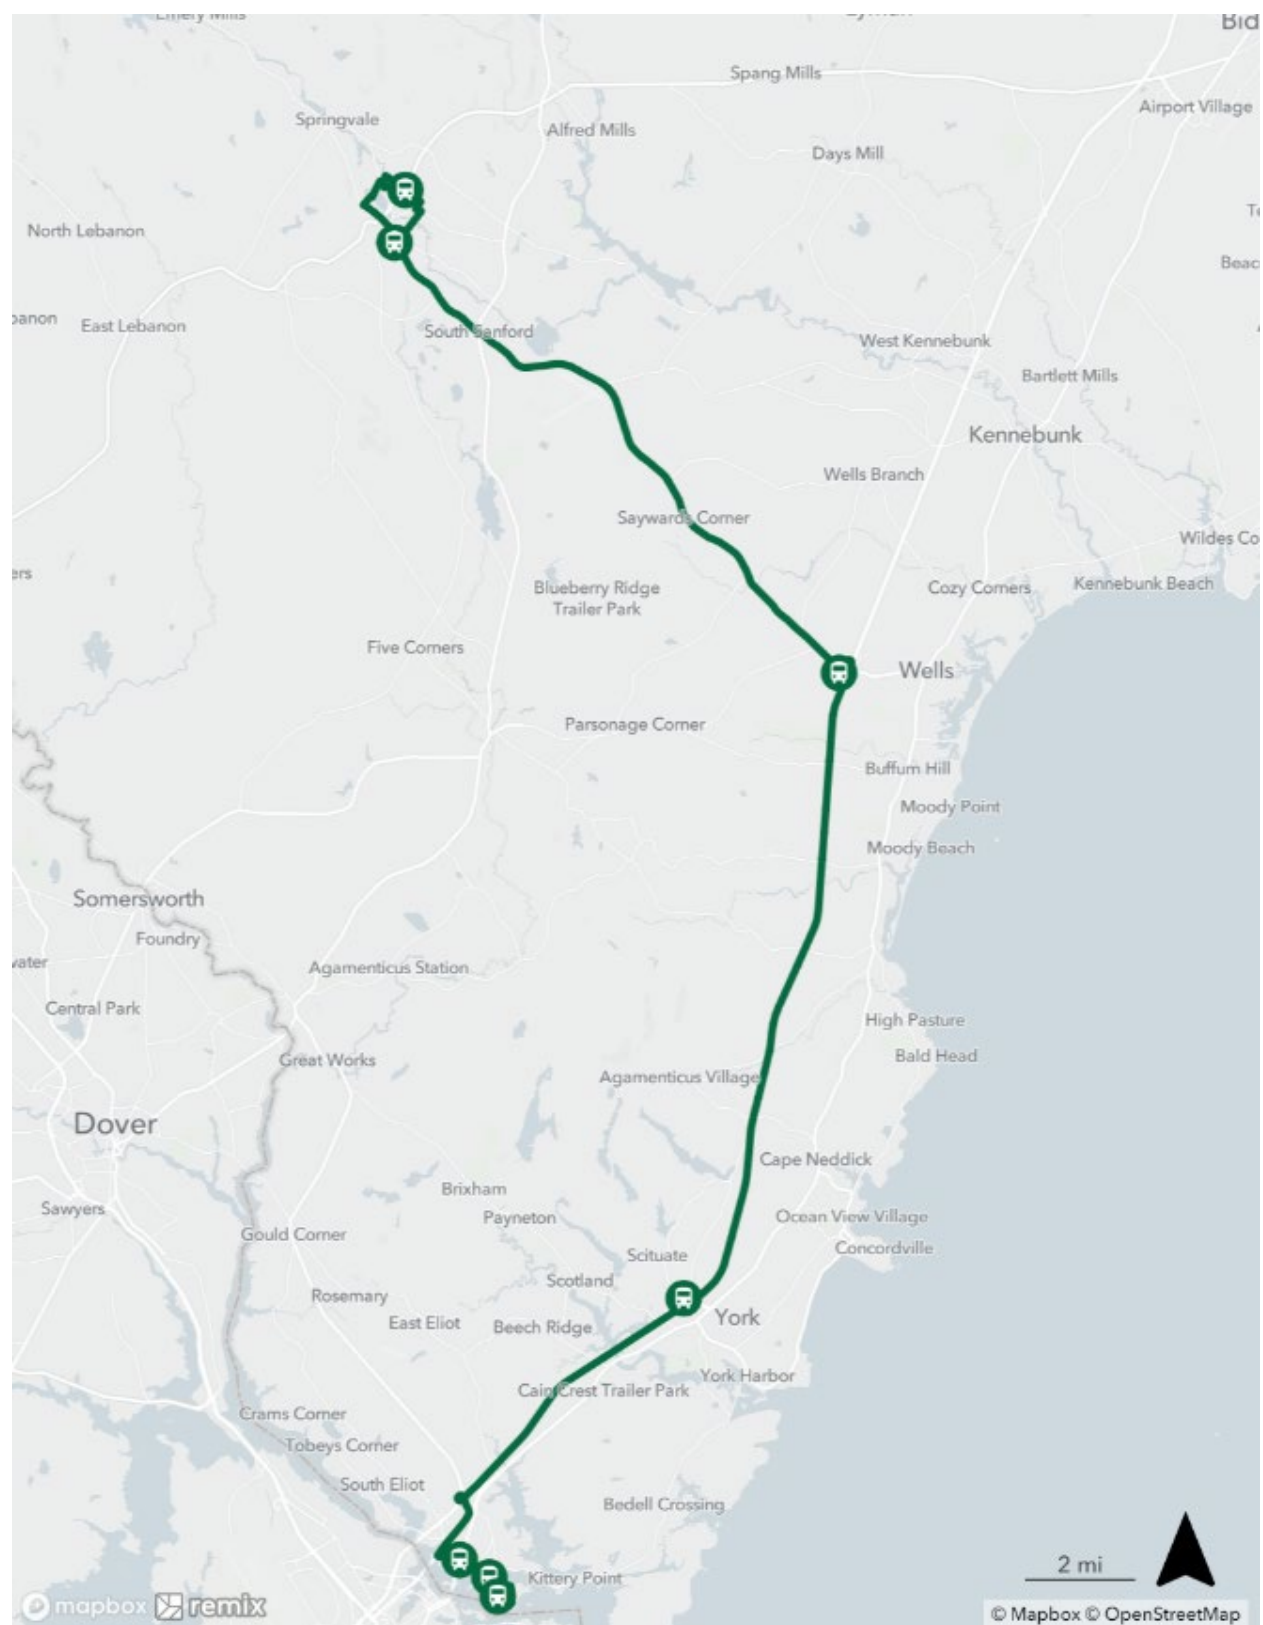 Spang Mills
Airport Village
Springvale
Alfred Mills
Days Mill
North Lebanon
East Lebanon
South Sanford
West Kennebunk
Bartlett Mills
Kennebunk
Wells Branch
Saywards Corner
Blueberry Ridge
Trailer Park
Cozy Corners
Kennebunk Beach
Five Corners
Wells
Parsonage Corner
Buffum Hill
Moody Point
Moody Beach
Somersworth
Foundry
Agamenticus Station
Central Park
High Pasture
Bald Head
Great Works
Agamenticus Village
Dover
Cape Neddick
Brixham
Sawyers
Payneton
Ocean View Village
Gould Corner
Concordville
Scituate
Scotland
Rosemary
East Eliot
Beech Ridge
York
York Harbor
Cain Crest Trailer Park
Crams Corner
Tobeys Corner
South Eliot
Bedell Crossing
Kittery Point
2 mi
mapbox remix
© Mapbox © OpenStreetMap